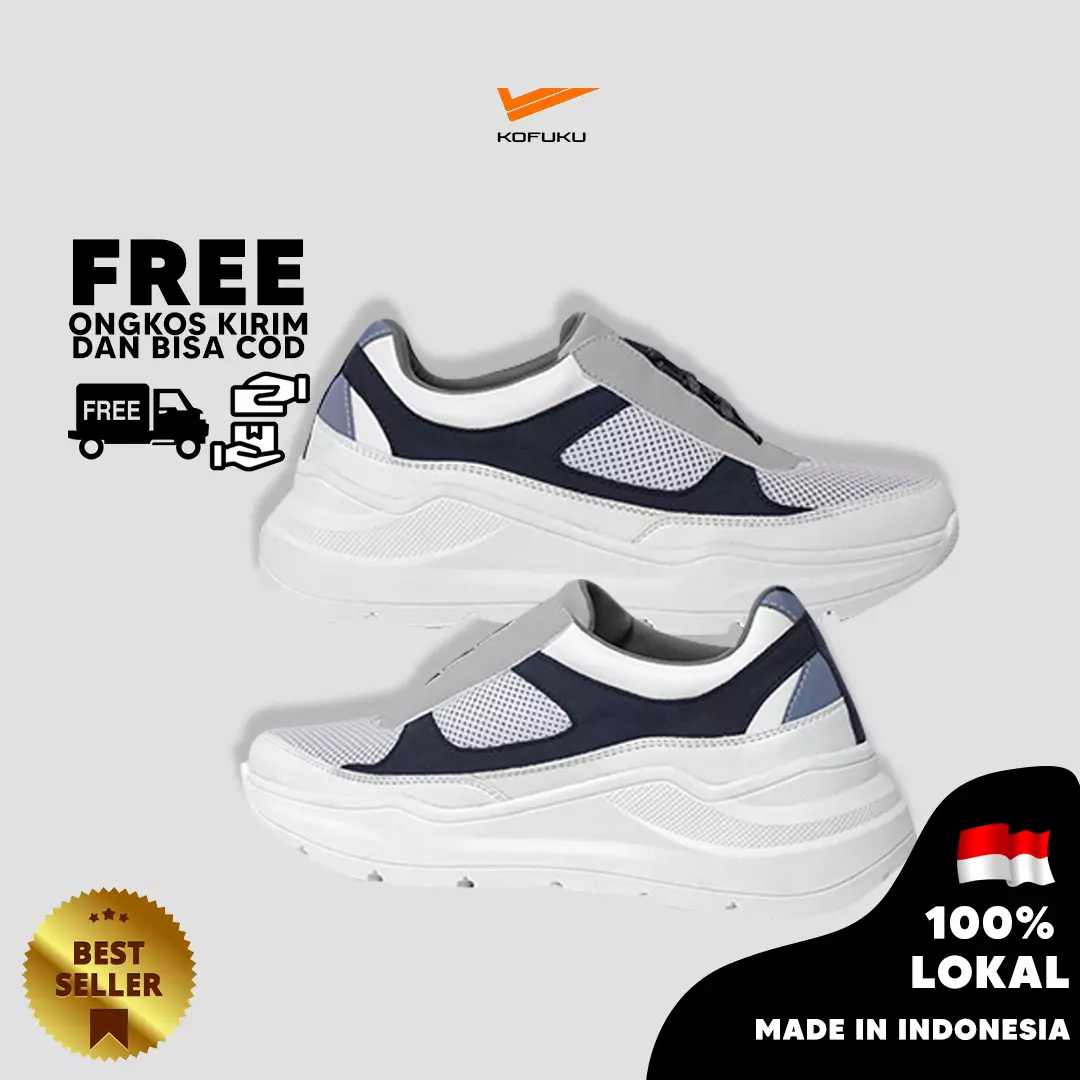 KOFUKU
FREE
ONGKOS KIRIM
DAN BISA COD
FREE
BEST
SELLER
100%
LOKAL
MADE IN INDONESIA